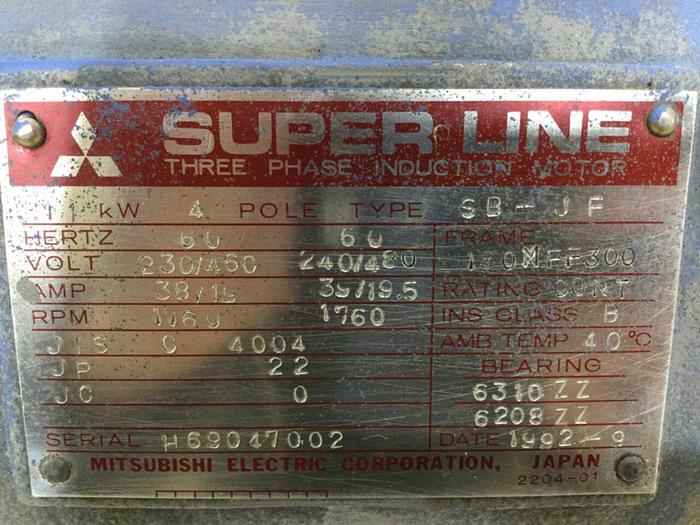 SUPER LINE
THREE PHASE INDUCTION MOTOR
11 kW 4 POLE TYPE SB-JF
HERTZ 60 60 FRAME
VOLT 230/460 240/480 160MFF300
AMP 38/19 39/19.5 RATING CONT
RPM 1760 1760 INS CLASS B
JIS C 4004 AMB TEMP 40°C
JP 22 BEARING
JC 0 6310ZZ
6208ZZ
SERIAL H69047002 DATE 1992-9
MITSUBISHI ELECTRIC CORPORATION, JAPAN
2204-01